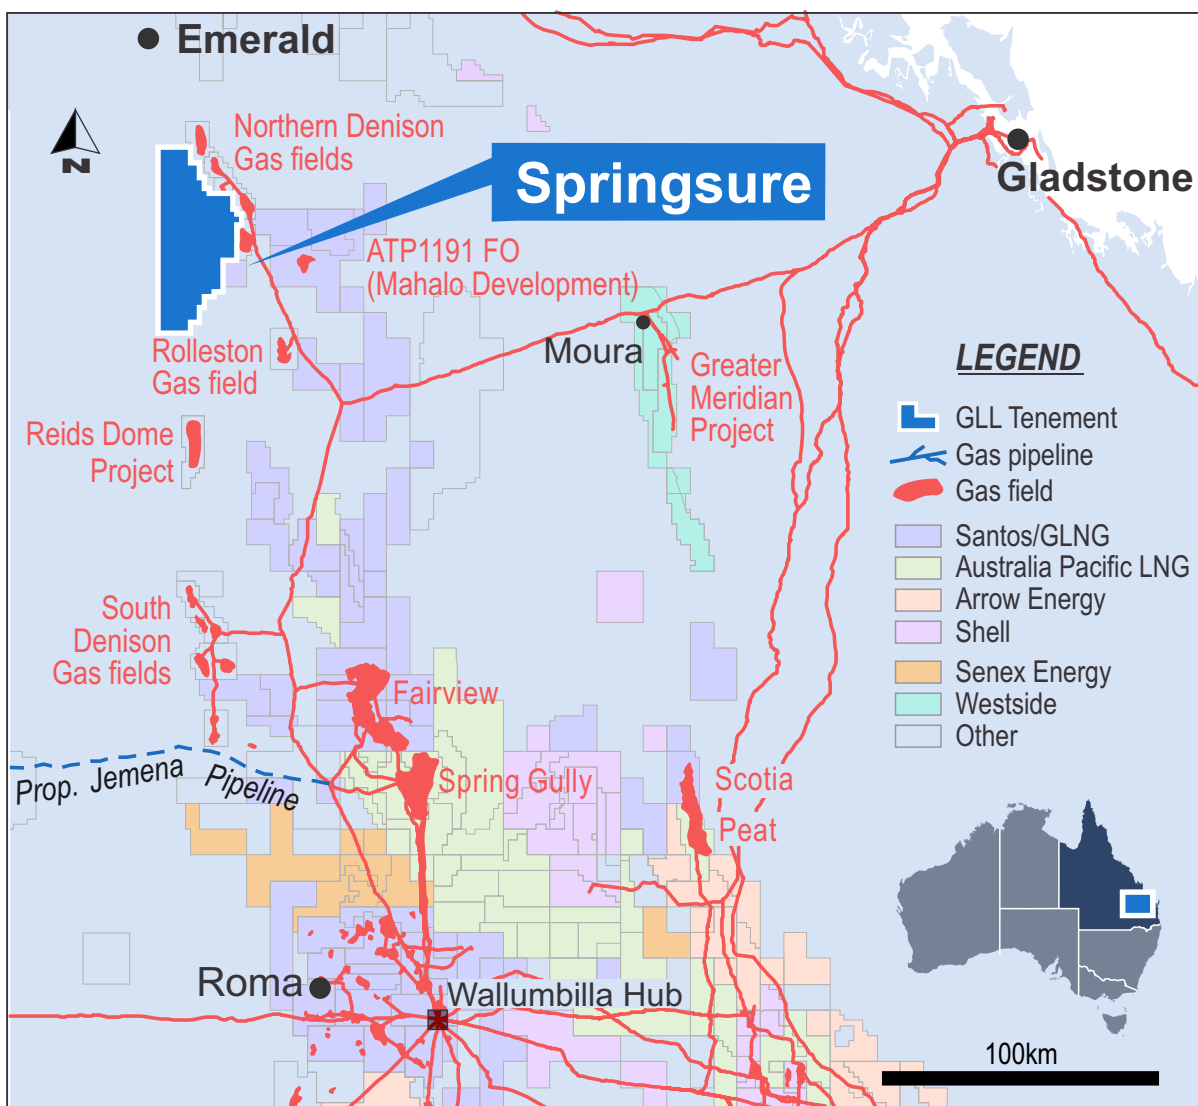 Emerald
Northern Denison
Gas fields
N
Springsure
Gladstone
ATP1191 FO
(Mahalo Development)
Rolleston
Gas field
Moura
Greater
Meridian
Project
Reids Dome
Project
LEGEND
GLL Tenement
Gas pipeline
Gas field
Santos/GLNG
Australia Pacific LNG
Arrow Energy
Shell
Senex Energy
Westside
Other
South
Denison
Gas fields
Fairview
Prop. Jemena Pipeline
Spring Gully
Scotia
Peat
Roma
Wallumbilla Hub
100km